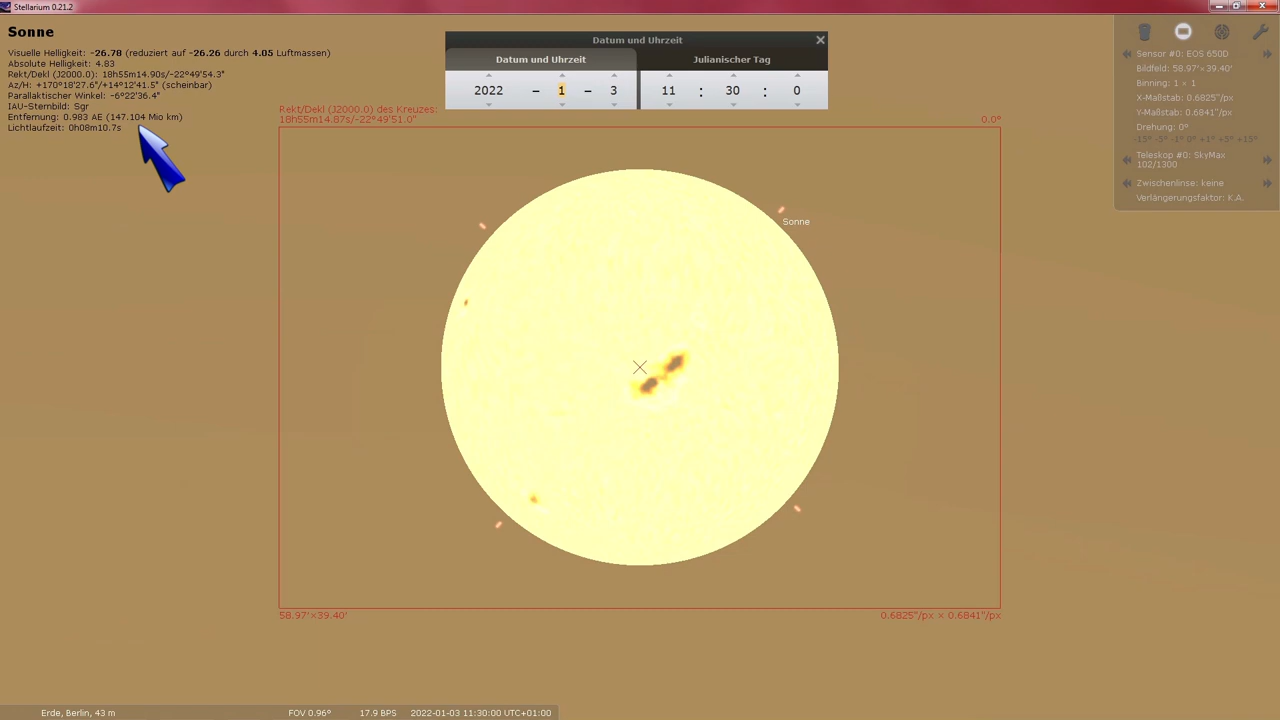 Stellarium 0.21.2
Sonne
Visuelle Helligkeit: -26.78 (reduziert auf -26.26 durch 4.05 Luftmassen)
Absolute Helligkeit: 4.83
Rekt/Dekl (J2000.0): 18h55m14.90s/-22°49'54.3"
Az/H: +170°18'27.6"/+14°12'41.5" (scheinbar)
Parallaktischer Winkel: -6°22'36.4"
IAU-Sternbild: Sgr
Entfernung: 0.983 AE (147.104 Mio km)
Lichtlaufzeit: 0h08m10.7s
Datum und Uhrzeit
Datum und Uhrzeit Julianischer Tag
2022 - 1 - 3 11 : 30 : 0
Sensor #0: EOS 650D
Bildfeld: 58.97'×39.40'
Binning: 1 × 1
X-Maßstab: 0.6825"/px
Y-Maßstab: 0.6841"/px
Drehung: 0°
-15° -5° -1° 0° +1° +5° +15°
Teleskop #0: SkyMax
102/1300
Zwischenlinse: keine
Verlängerungsfaktor: K.A.
Rekt/Dekl (J2000.0) des Kreuzes:
18h55m14.87s/-22°49'51.0"
0.0°
Sonne
58.97'×39.40'
0.6825"/px × 0.6841"/px
Erde, Berlin, 43 m FOV 0.96° 17.9 BPS 2022-01-03 11:30:00 UTC+01:00